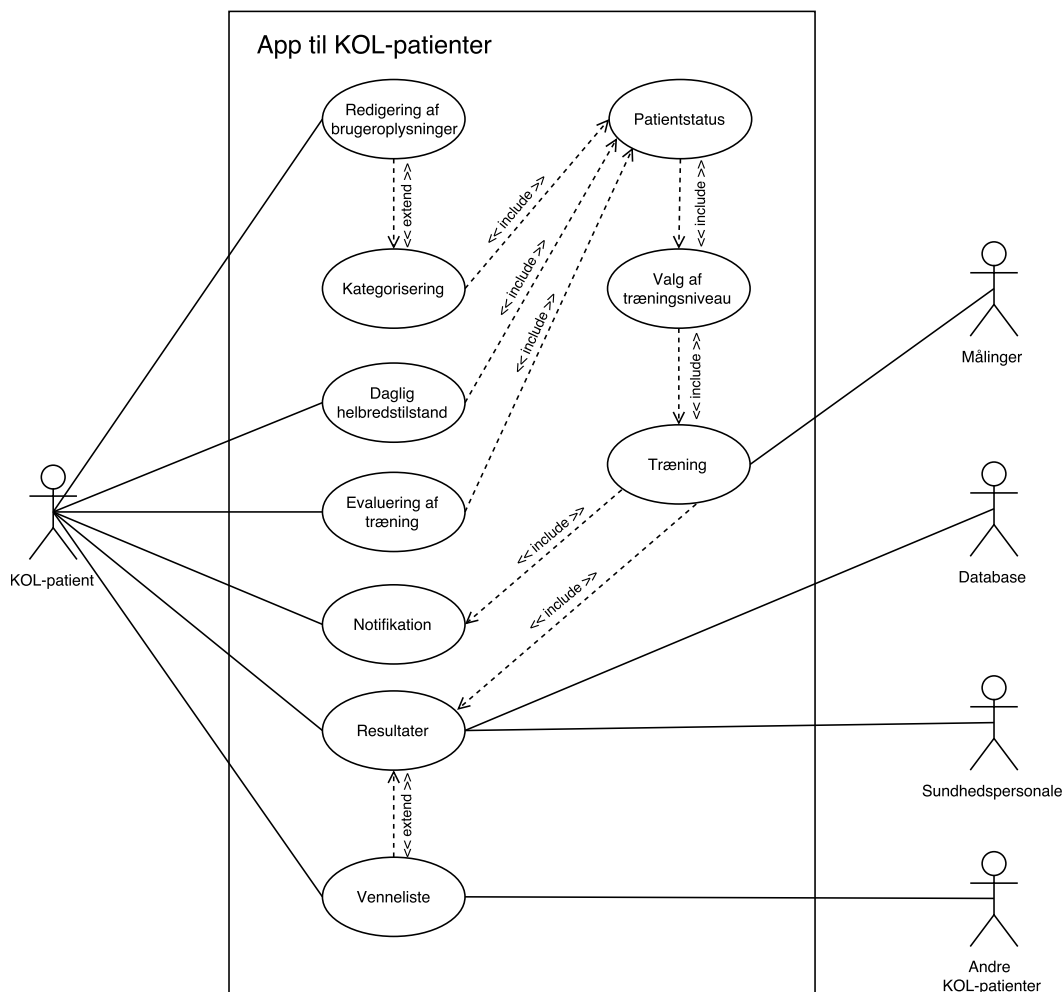 App til KOL-patienter
Redigering af
brugeroplysninger
Patientstatus
<< extend >>
<< include >>
<< include >>
Kategorisering
Valg af
træningsniveau
<< include >>
<< include >>
<< include >>
Målinger
Daglig
helbredstilstand
Træning
Evaluering af
træning
<< include >>
KOL-patient
Database
Notifikation
<< include >>
Resultater
Sundhedspersonale
<< extend >>
Venneliste
Andre
KOL-patienter